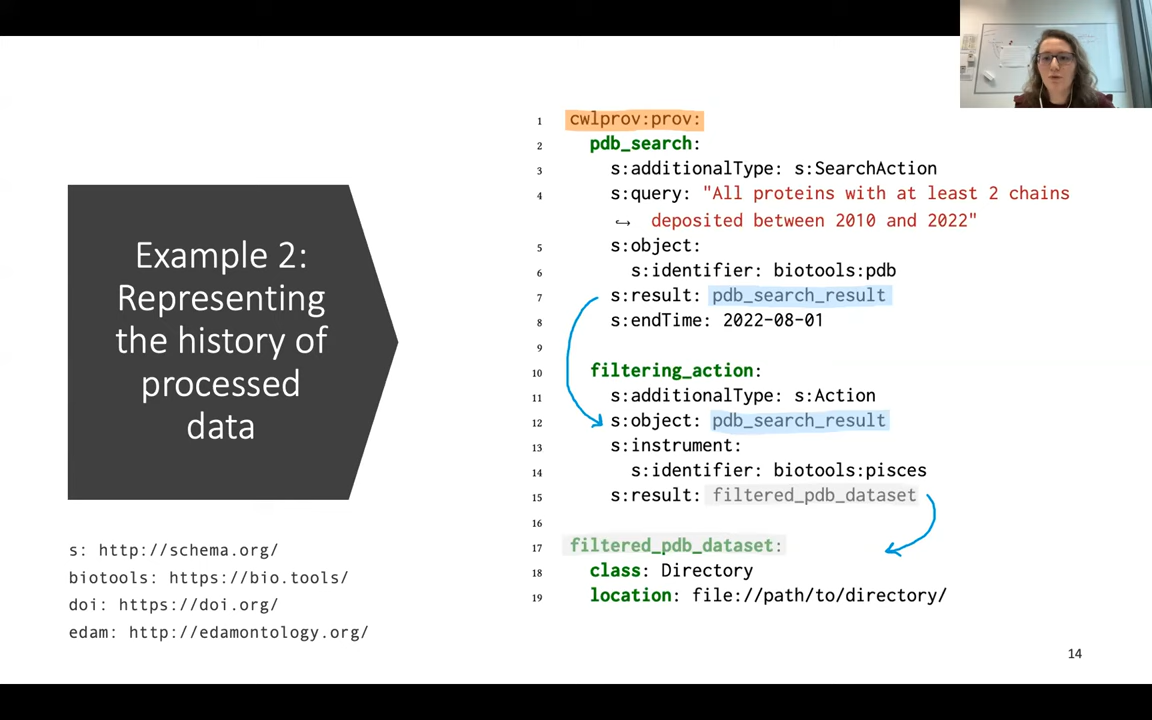 Example 2:
Representing
the history of
processed
data
s: http://schema.org/
biotools: https://bio.tools/
doi: https://doi.org/
edam: http://edamontology.org/
1 cwlprov:prov:
2 pdb_search:
3 s:additionalType: s:SearchAction
4 s:query: "All proteins with at least 2 chains
↪ deposited between 2010 and 2022"
5 s:object:
6 s:identifier: biotools:pdb
7 s:result: pdb_search_result
8 s:endTime: 2022-08-01
9
10 filtering_action:
11 s:additionalType: s:Action
12 s:object: pdb_search_result
13 s:instrument:
14 s:identifier: biotools:pisces
15 s:result: filtered_pdb_dataset
16
17 filtered_pdb_dataset:
18 class: Directory
19 location: file://path/to/directory/
14